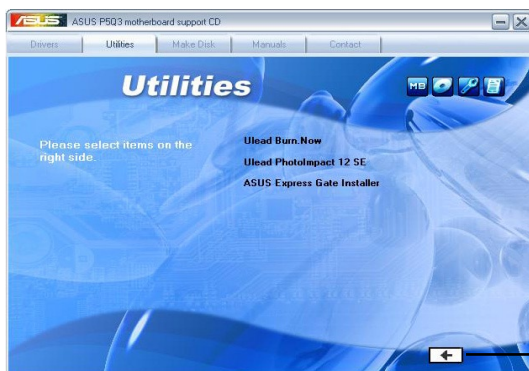 ASUS P5Q3 motherboard support CD
Drivers Utilities Make Disk Manuals Contact
Utilities
MB
Please select items on the
right side.
Ulead Burn.Now
Ulead PhotoImpact 12 SE
ASUS Express Gate Installer